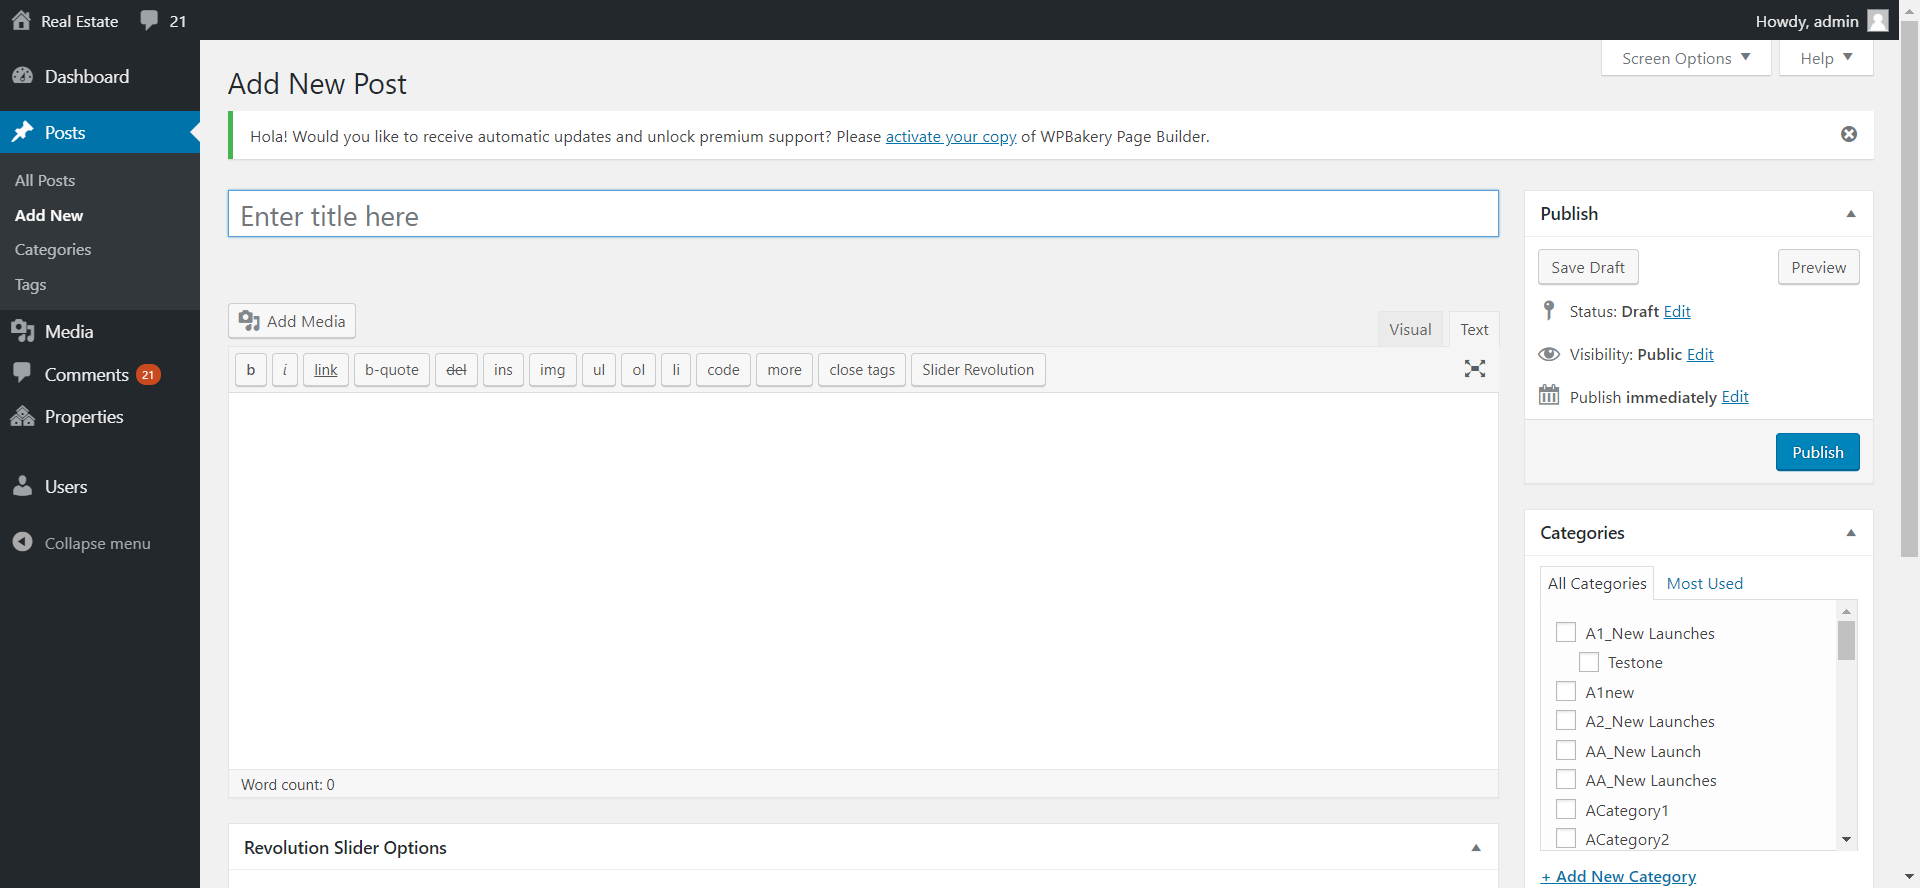 Real Estate 21 Howdy, admin
Dashboard
Posts
All Posts
Add New
Categories
Tags
Media
Comments 21
Properties
Users
Collapse menu
Screen Options Help
Add New Post
Hola! Would you like to receive automatic updates and unlock premium support? Please activate your copy of WPBakery Page Builder.
Enter title here
Add Media
Visual Text
b i link b-quote del ins img ul ol li code more close tags Slider Revolution
Word count: 0
Revolution Slider Options
Publish
Save Draft Preview
Status: Draft Edit
Visibility: Public Edit
Publish immediately Edit
Publish
Categories
All Categories Most Used
A1_New Launches
Testone
A1new
A2_New Launches
AA_New Launch
AA_New Launches
ACategory1
ACategory2
+ Add New Category